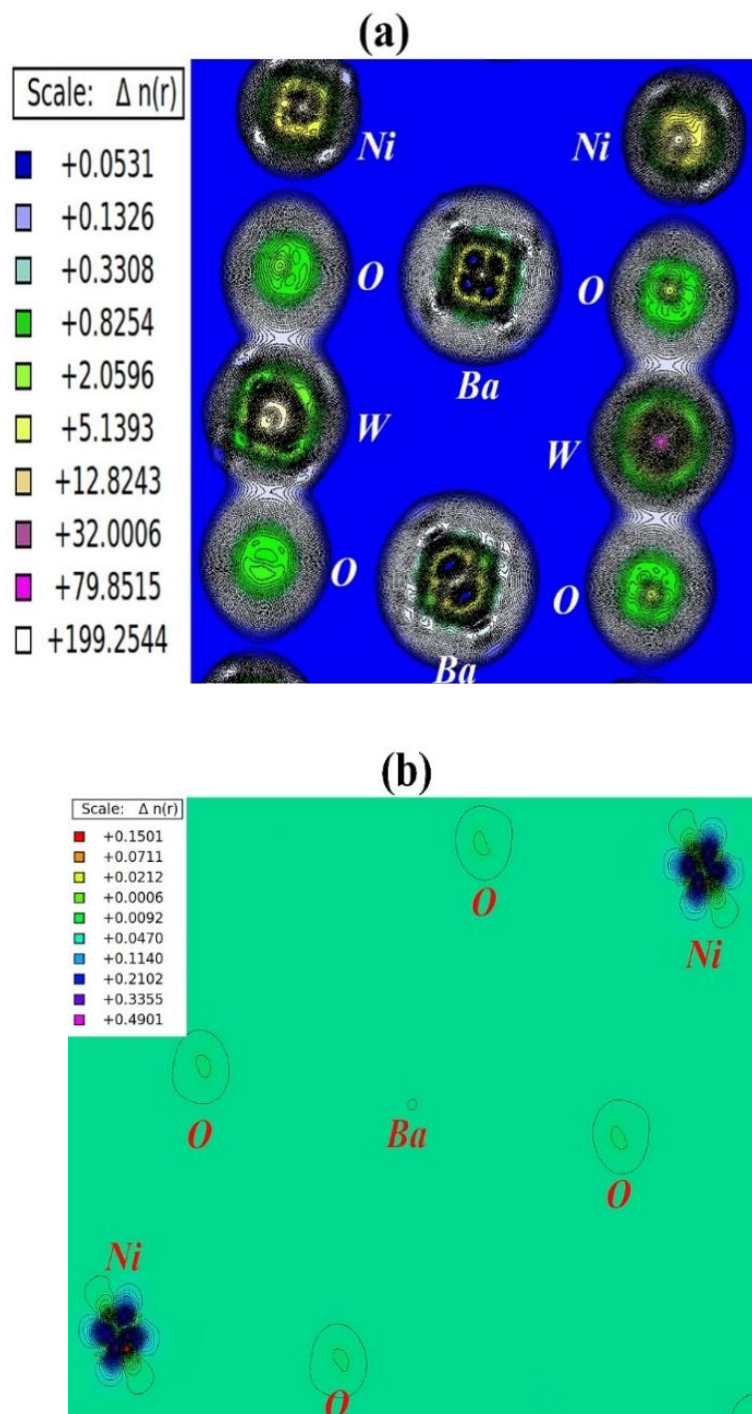 (a)
Scale: Δ n(r)
+0.0531
+0.1326
+0.3308
+0.8254
+2.0596
+5.1393
+12.8243
+32.0006
+79.8515
+199.2544
Ni
Ni
O
O
Ba
W
W
O
O
Ba
(b)
Scale: Δ n(r)
+0.1501
+0.0711
+0.0212
+0.0006
+0.0092
+0.0470
+0.1140
+0.2102
+0.3355
+0.4901
O
Ni
O
Ba
O
Ni
O